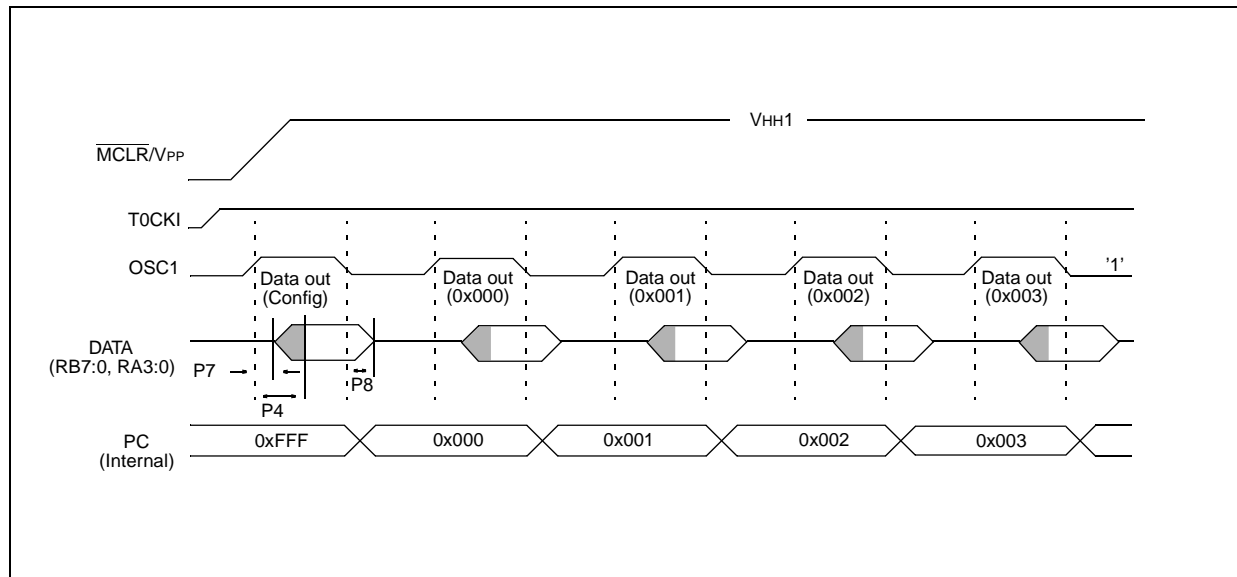 VHH1
MCLR/VPP
T0CKI
OSC1
Data out
(Config)
Data out
(0x000)
Data out
(0x001)
Data out
(0x002)
Data out
(0x003)
'1'
DATA
(RB7:0, RA3:0)
P7
P8
P4
PC
(Internal)
0xFFF
0x000
0x001
0x002
0x003